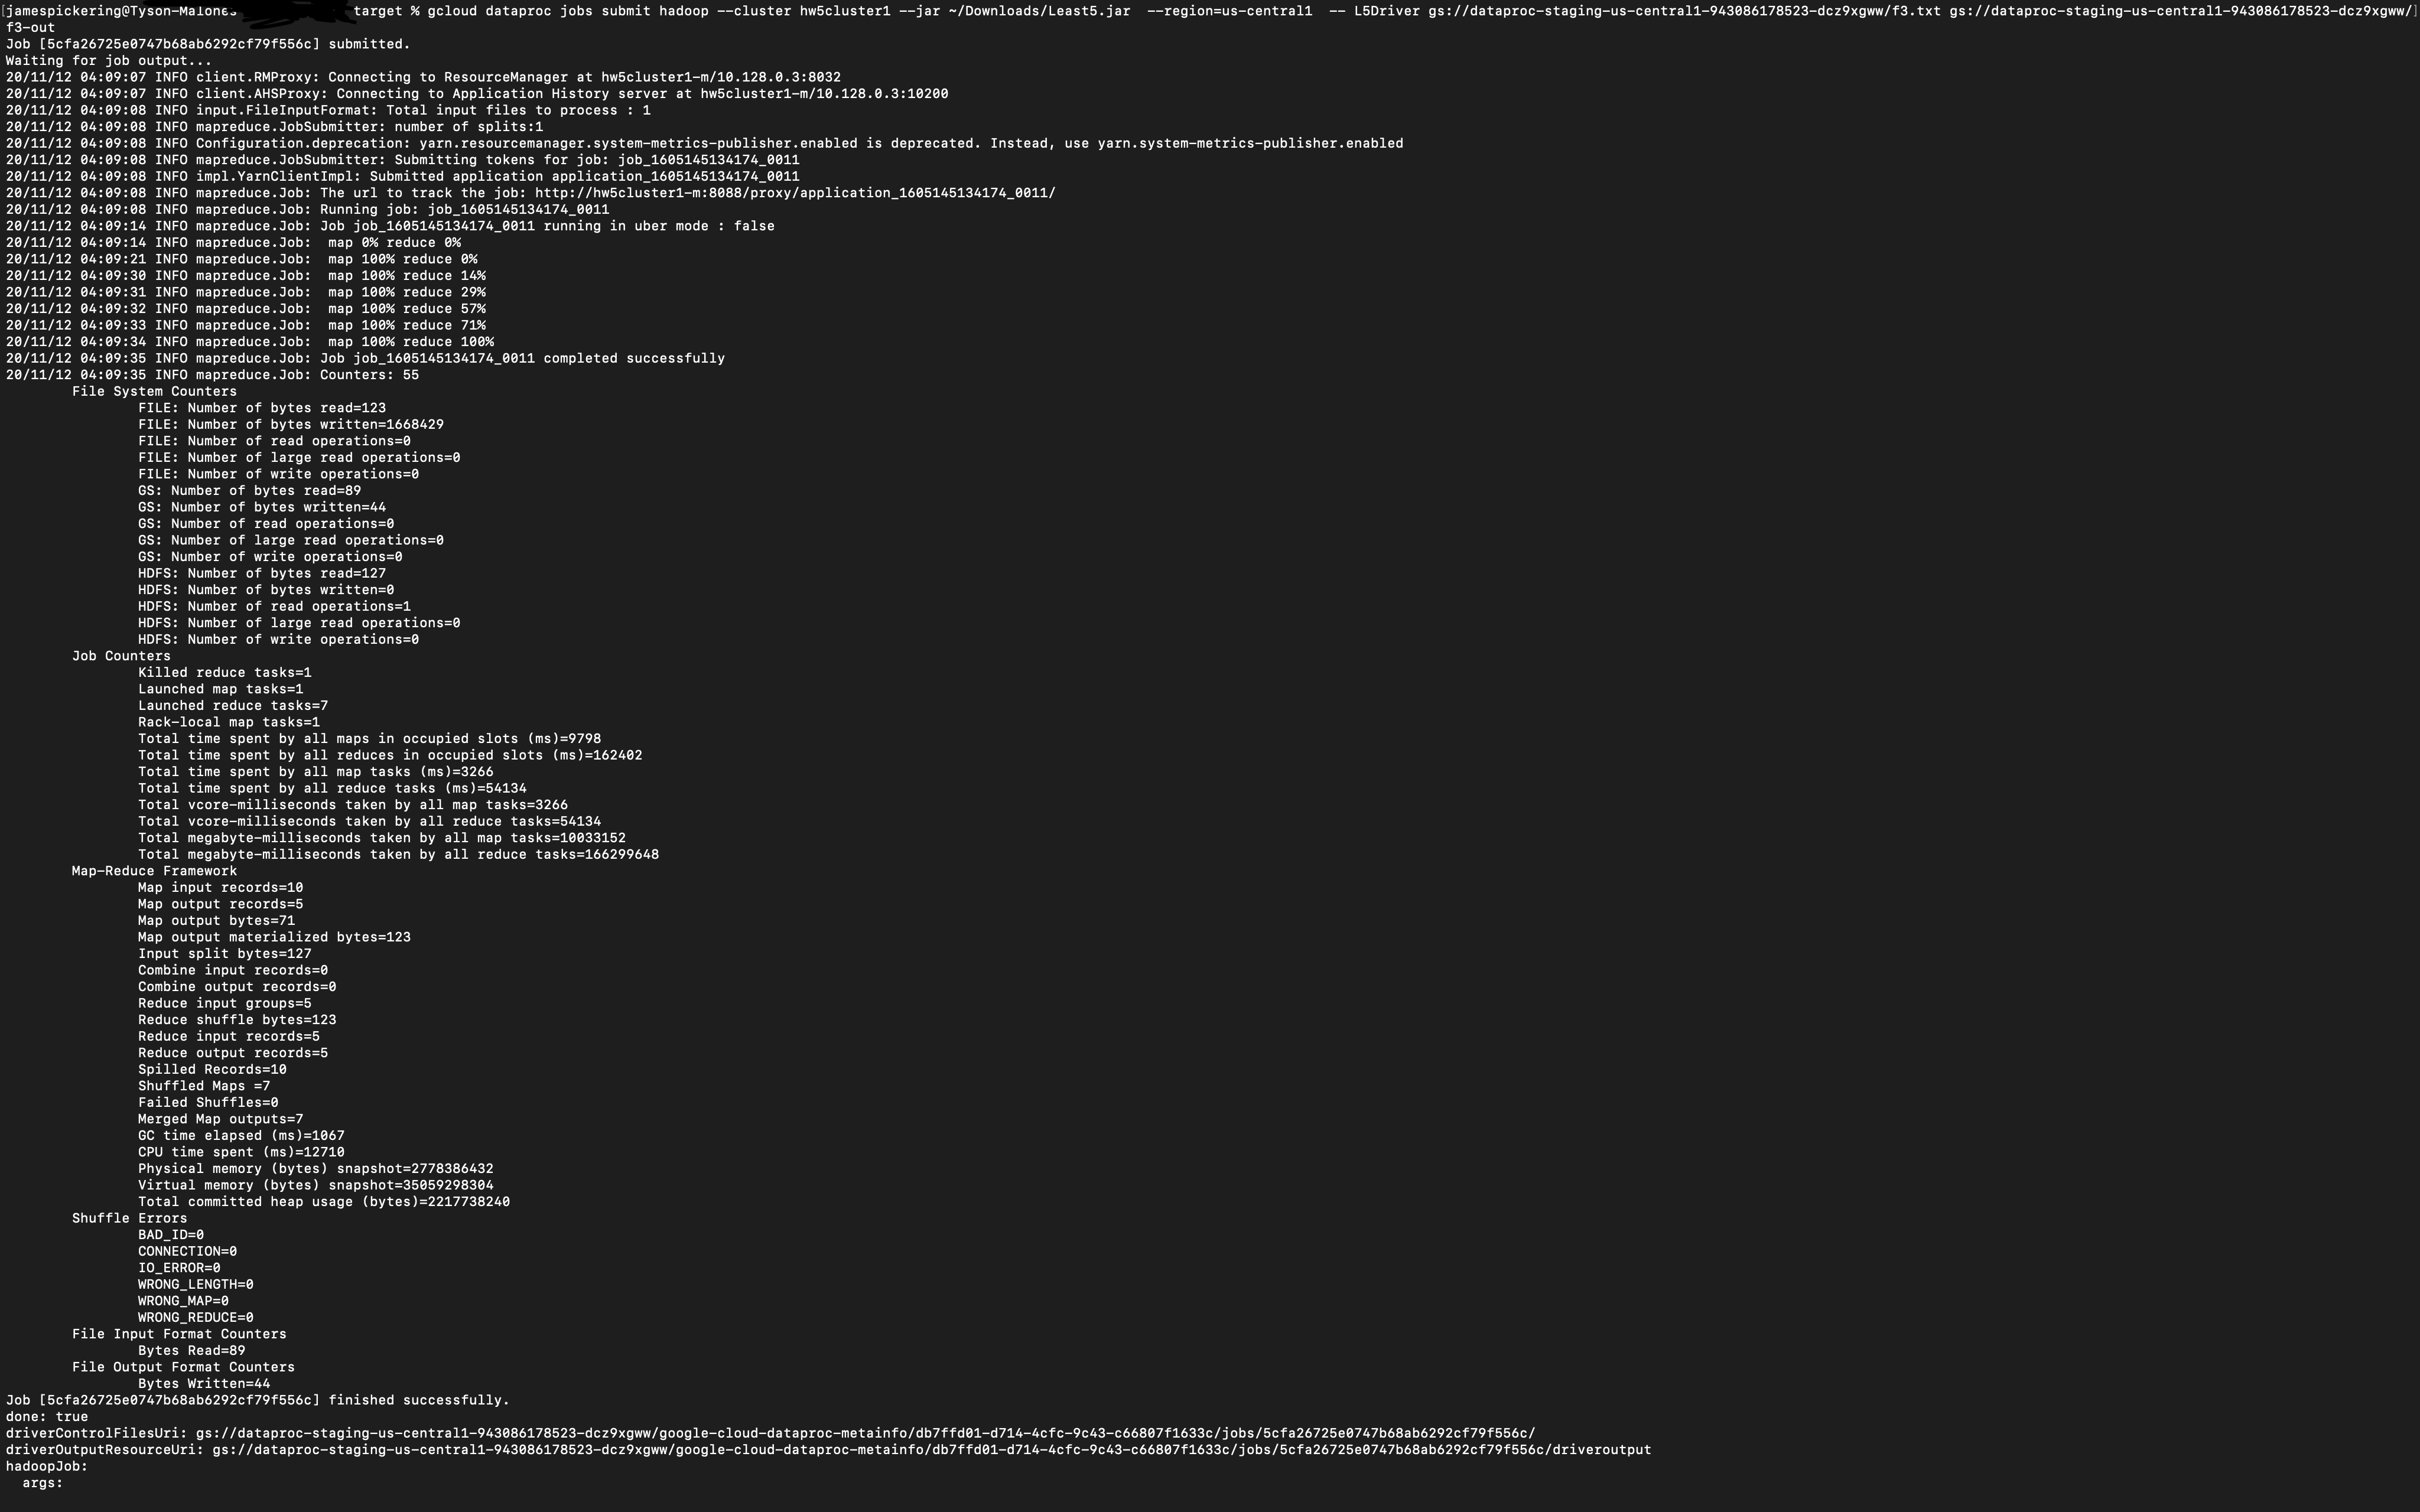 jamespickering@Tyson-Malones target % gcloud dataproc jobs submit hadoop --cluster hw5cluster1 --jar ~/Downloads/Least5.jar  --region=us-central1  -- L5Driver gs://dataproc-staging-us-central1-943086178523-dcz9xgww/f3.txt gs://dataproc-staging-us-central1-943086178523-dcz9xgww/
f3-out
Job [5cfa26725e0747b68ab6292cf79f556c] submitted.
Waiting for job output...
20/11/12 04:09:07 INFO client.RMProxy: Connecting to ResourceManager at hw5cluster1-m/10.128.0.3:8032
20/11/12 04:09:07 INFO client.AHSProxy: Connecting to Application History server at hw5cluster1-m/10.128.0.3:10200
20/11/12 04:09:08 INFO input.FileInputFormat: Total input files to process : 1
20/11/12 04:09:08 INFO mapreduce.JobSubmitter: number of splits:1
20/11/12 04:09:08 INFO Configuration.deprecation: yarn.resourcemanager.system-metrics-publisher.enabled is deprecated. Instead, use yarn.system-metrics-publisher.enabled
20/11/12 04:09:08 INFO mapreduce.JobSubmitter: Submitting tokens for job: job_1605145134174_0011
20/11/12 04:09:08 INFO impl.YarnClientImpl: Submitted application application_1605145134174_0011
20/11/12 04:09:08 INFO mapreduce.Job: The url to track the job: http://hw5cluster1-m:8088/proxy/application_1605145134174_0011/
20/11/12 04:09:08 INFO mapreduce.Job: Running job: job_1605145134174_0011
20/11/12 04:09:14 INFO mapreduce.Job: Job job_1605145134174_0011 running in uber mode : false
20/11/12 04:09:14 INFO mapreduce.Job:  map 0% reduce 0%
20/11/12 04:09:21 INFO mapreduce.Job:  map 100% reduce 0%
20/11/12 04:09:30 INFO mapreduce.Job:  map 100% reduce 14%
20/11/12 04:09:31 INFO mapreduce.Job:  map 100% reduce 29%
20/11/12 04:09:32 INFO mapreduce.Job:  map 100% reduce 57%
20/11/12 04:09:33 INFO mapreduce.Job:  map 100% reduce 71%
20/11/12 04:09:34 INFO mapreduce.Job:  map 100% reduce 100%
20/11/12 04:09:35 INFO mapreduce.Job: Job job_1605145134174_0011 completed successfully
20/11/12 04:09:35 INFO mapreduce.Job: Counters: 55
File System Counters
FILE: Number of bytes read=123
FILE: Number of bytes written=1668429
FILE: Number of read operations=0
FILE: Number of large read operations=0
FILE: Number of write operations=0
GS: Number of bytes read=89
GS: Number of bytes written=44
GS: Number of read operations=0
GS: Number of large read operations=0
GS: Number of write operations=0
HDFS: Number of bytes read=127
HDFS: Number of bytes written=0
HDFS: Number of read operations=1
HDFS: Number of large read operations=0
HDFS: Number of write operations=0
Job Counters
Killed reduce tasks=1
Launched map tasks=1
Launched reduce tasks=7
Rack-local map tasks=1
Total time spent by all maps in occupied slots (ms)=9798
Total time spent by all reduces in occupied slots (ms)=162402
Total time spent by all map tasks (ms)=3266
Total time spent by all reduce tasks (ms)=54134
Total vcore-milliseconds taken by all map tasks=3266
Total vcore-milliseconds taken by all reduce tasks=54134
Total megabyte-milliseconds taken by all map tasks=10033152
Total megabyte-milliseconds taken by all reduce tasks=166299648
Map-Reduce Framework
Map input records=10
Map output records=5
Map output bytes=71
Map output materialized bytes=123
Input split bytes=127
Combine input records=0
Combine output records=0
Reduce input groups=5
Reduce shuffle bytes=123
Reduce input records=5
Reduce output records=5
Spilled Records=10
Shuffled Maps =7
Failed Shuffles=0
Merged Map outputs=7
GC time elapsed (ms)=1067
CPU time spent (ms)=12710
Physical memory (bytes) snapshot=2778386432
Virtual memory (bytes) snapshot=35059298304
Total committed heap usage (bytes)=2217738240
Shuffle Errors
BAD_ID=0
CONNECTION=0
IO_ERROR=0
WRONG_LENGTH=0
WRONG_MAP=0
WRONG_REDUCE=0
File Input Format Counters
Bytes Read=89
File Output Format Counters
Bytes Written=44
Job [5cfa26725e0747b68ab6292cf79f556c] finished successfully.
done: true
driverControlFilesUri: gs://dataproc-staging-us-central1-943086178523-dcz9xgww/google-cloud-dataproc-metainfo/db7ffd01-d714-4cfc-9c43-c66807f1633c/jobs/5cfa26725e0747b68ab6292cf79f556c/
driverOutputResourceUri: gs://dataproc-staging-us-central1-943086178523-dcz9xgww/google-cloud-dataproc-metainfo/db7ffd01-d714-4cfc-9c43-c66807f1633c/jobs/5cfa26725e0747b68ab6292cf79f556c/driveroutput
hadoopJob:
args: